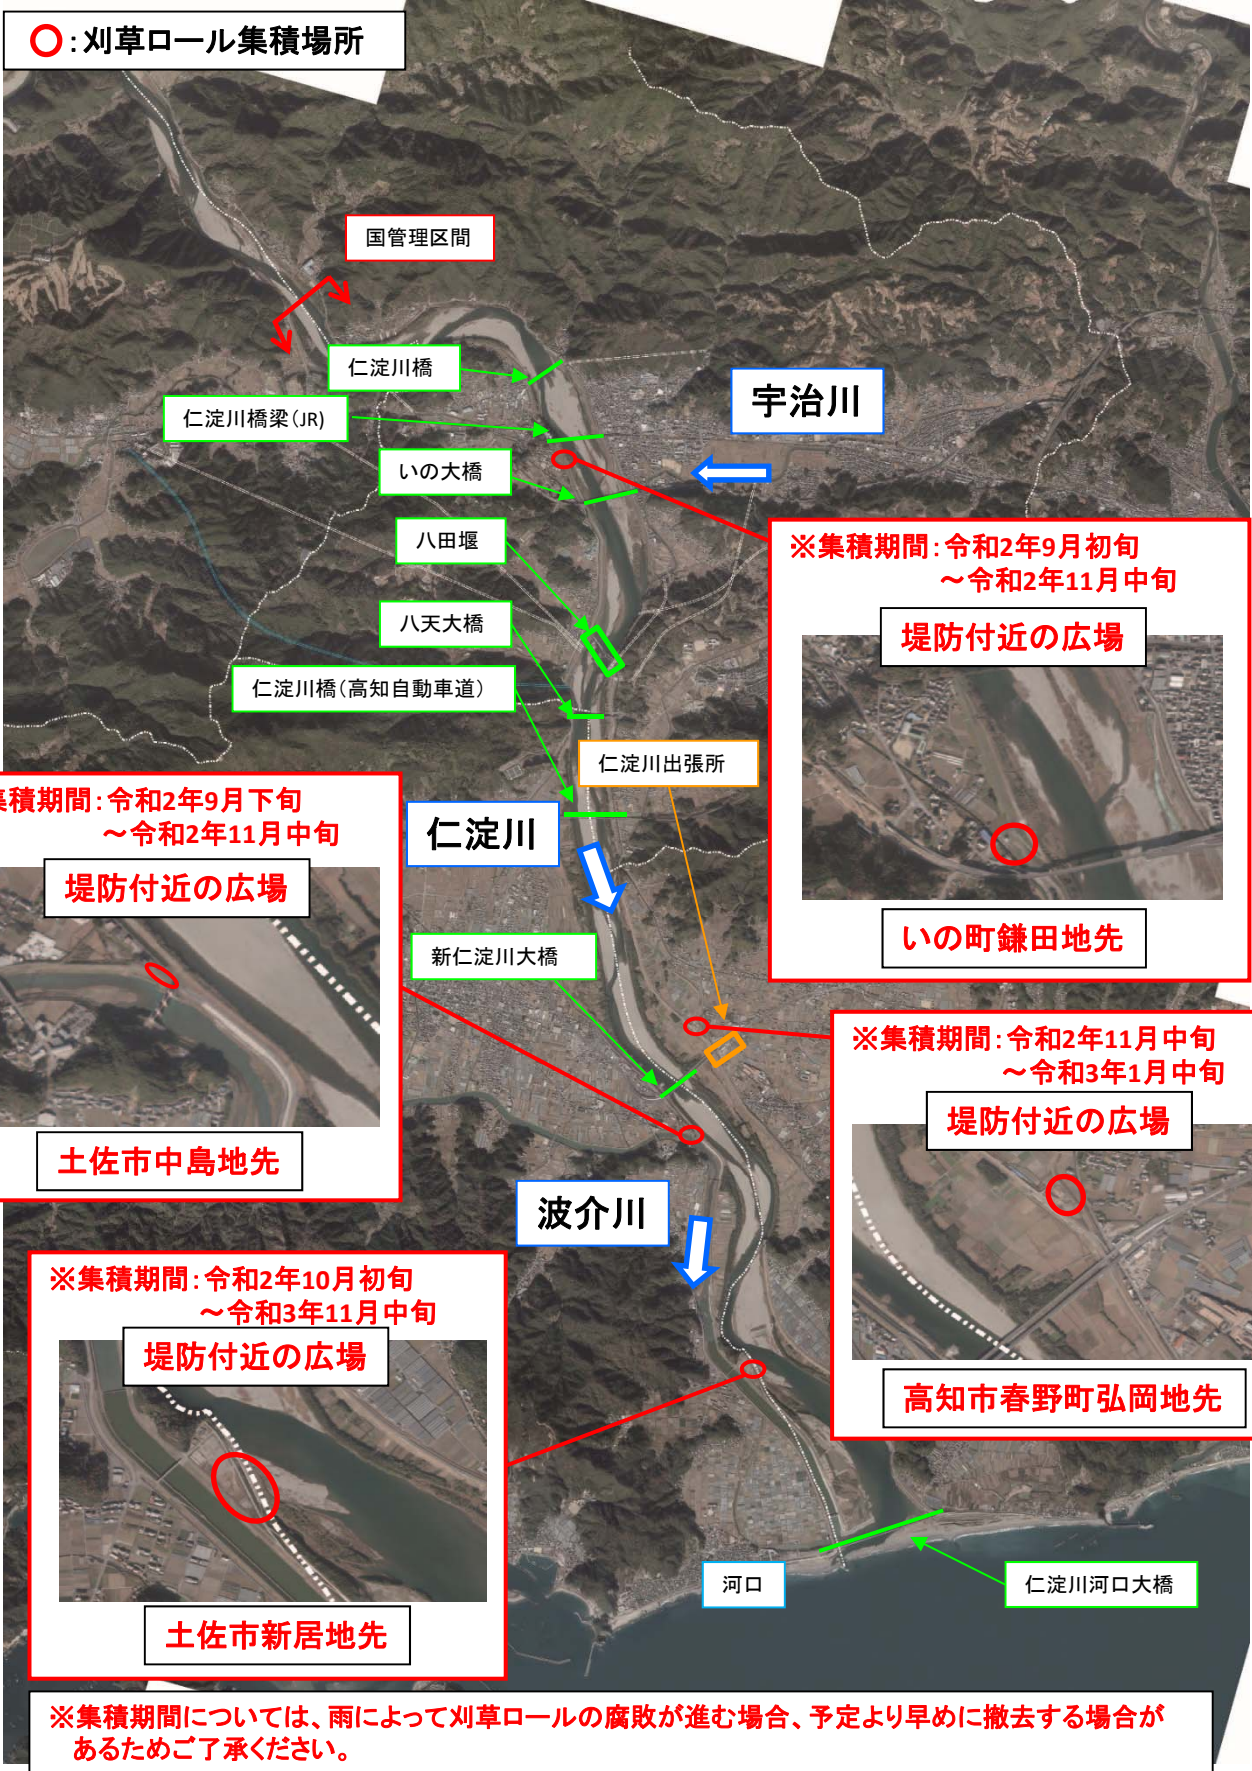 ○:刈草ロール集積場所
国管理区間
仁淀川橋
仁淀川橋梁(JR)
宇治川
いの大橋
八田堰
八天大橋
仁淀川橋(高知自動車道)
仁淀川出張所
仁淀川
新仁淀川大橋
波介川
※集積期間:令和2年9月初旬
～令和2年11月中旬
堤防付近の広場
いの町鎌田地先
積期間:令和2年9月下旬
～令和2年11月中旬
堤防付近の広場
土佐市中島地先
※集積期間:令和2年11月中旬
～令和3年1月中旬
堤防付近の広場
高知市春野町弘岡地先
※集積期間:令和2年10月初旬
～令和3年11月中旬
堤防付近の広場
土佐市新居地先
河口
仁淀川河口大橋
※集積期間については、雨によって刈草ロールの腐敗が進む場合、予定より早めに撤去する場合が
あるためご了承ください。